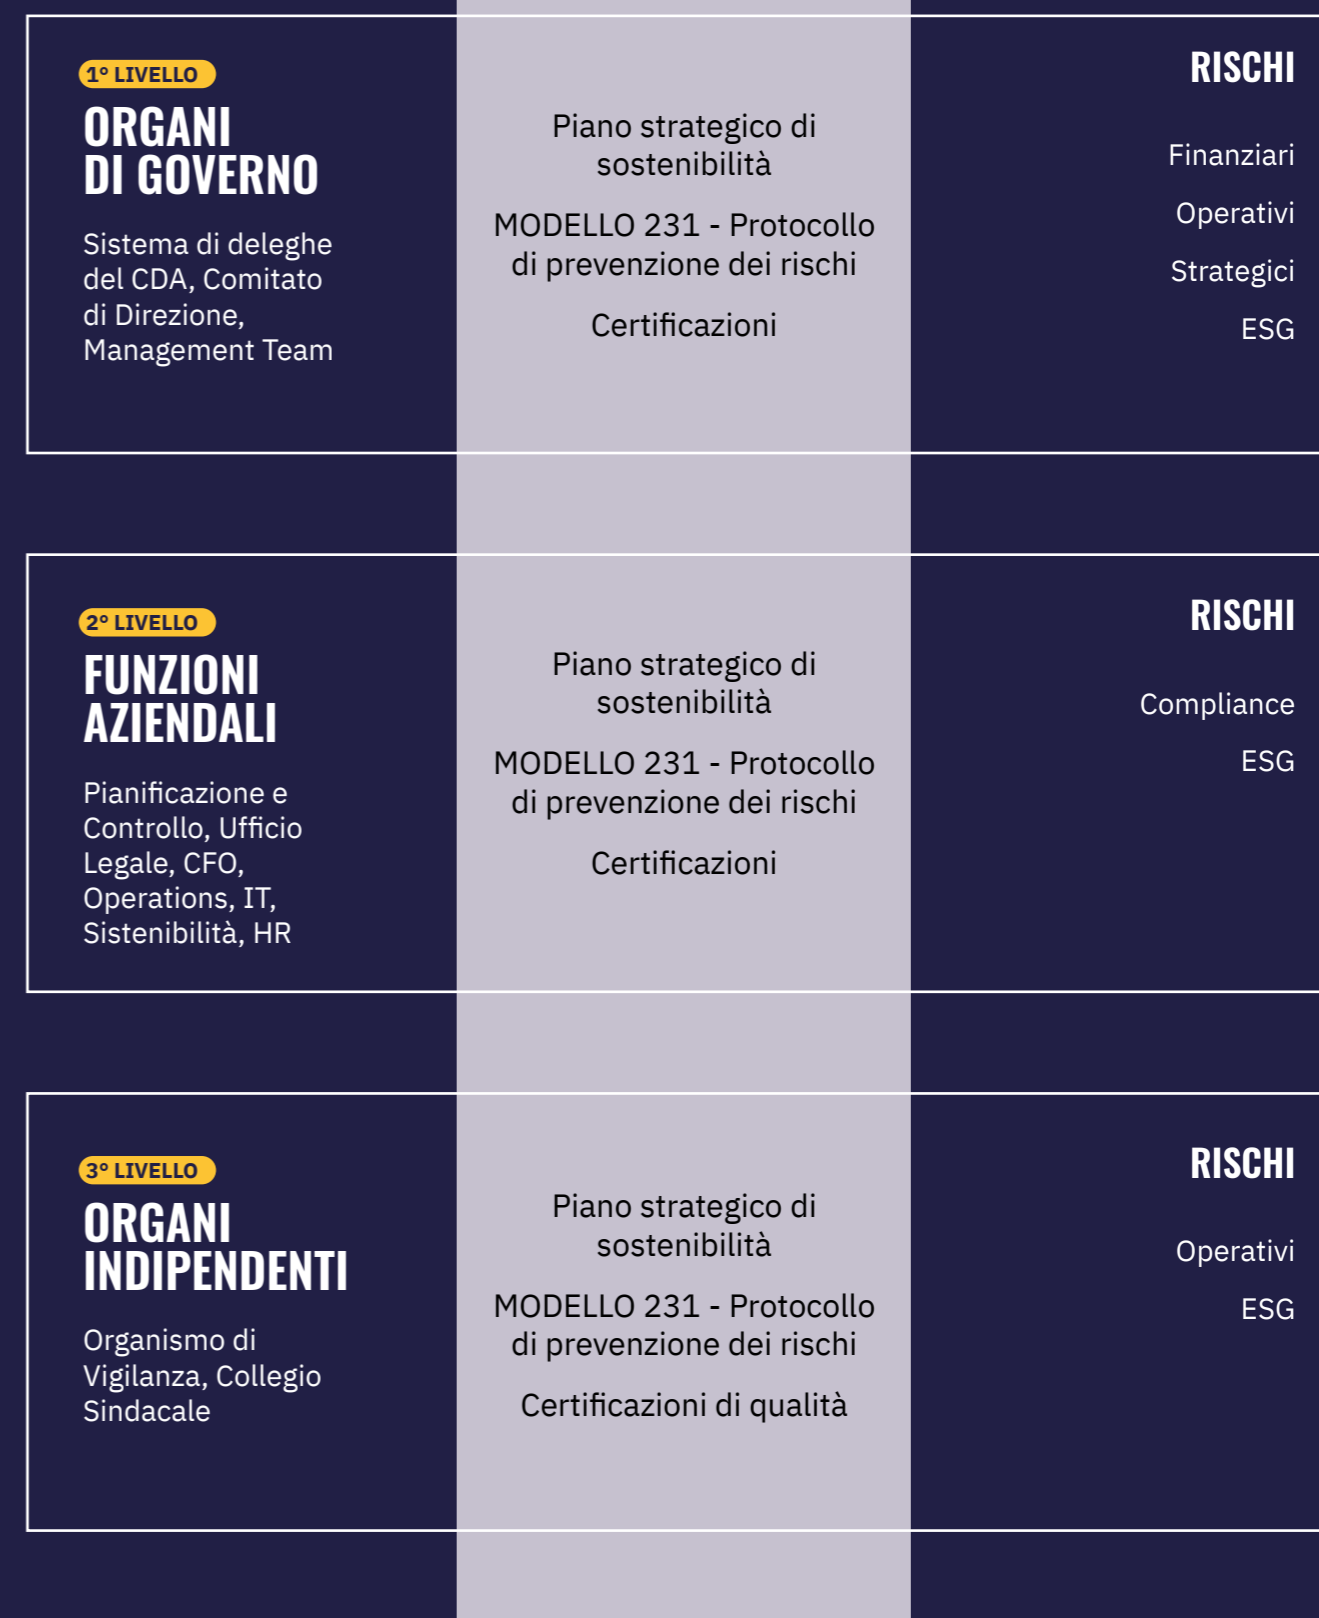 1° LIVELLO
ORGANI
DI GOVERNO
Sistema di deleghe
del CDA, Comitato
di Direzione,
Management Team
Piano strategico di
sostenibilità
MODELLO 231 - Protocollo
di prevenzione dei rischi
Certificazioni
RISCHI
Finanziari
Operativi
Strategici
ESG
2° LIVELLO
FUNZIONI
AZIENDALI
Pianificazione e
Controllo, Ufficio
Legale, CFO,
Operations, IT,
Sistenibilità, HR
Piano strategico di
sostenibilità
MODELLO 231 - Protocollo
di prevenzione dei rischi
Certificazioni
RISCHI
Compliance
ESG
3° LIVELLO
ORGANI
INDIPENDENTI
Organismo di
Vigilanza, Collegio
Sindacale
Piano strategico di
sostenibilità
MODELLO 231 - Protocollo
di prevenzione dei rischi
Certificazioni di qualità
RISCHI
Operativi
ESG